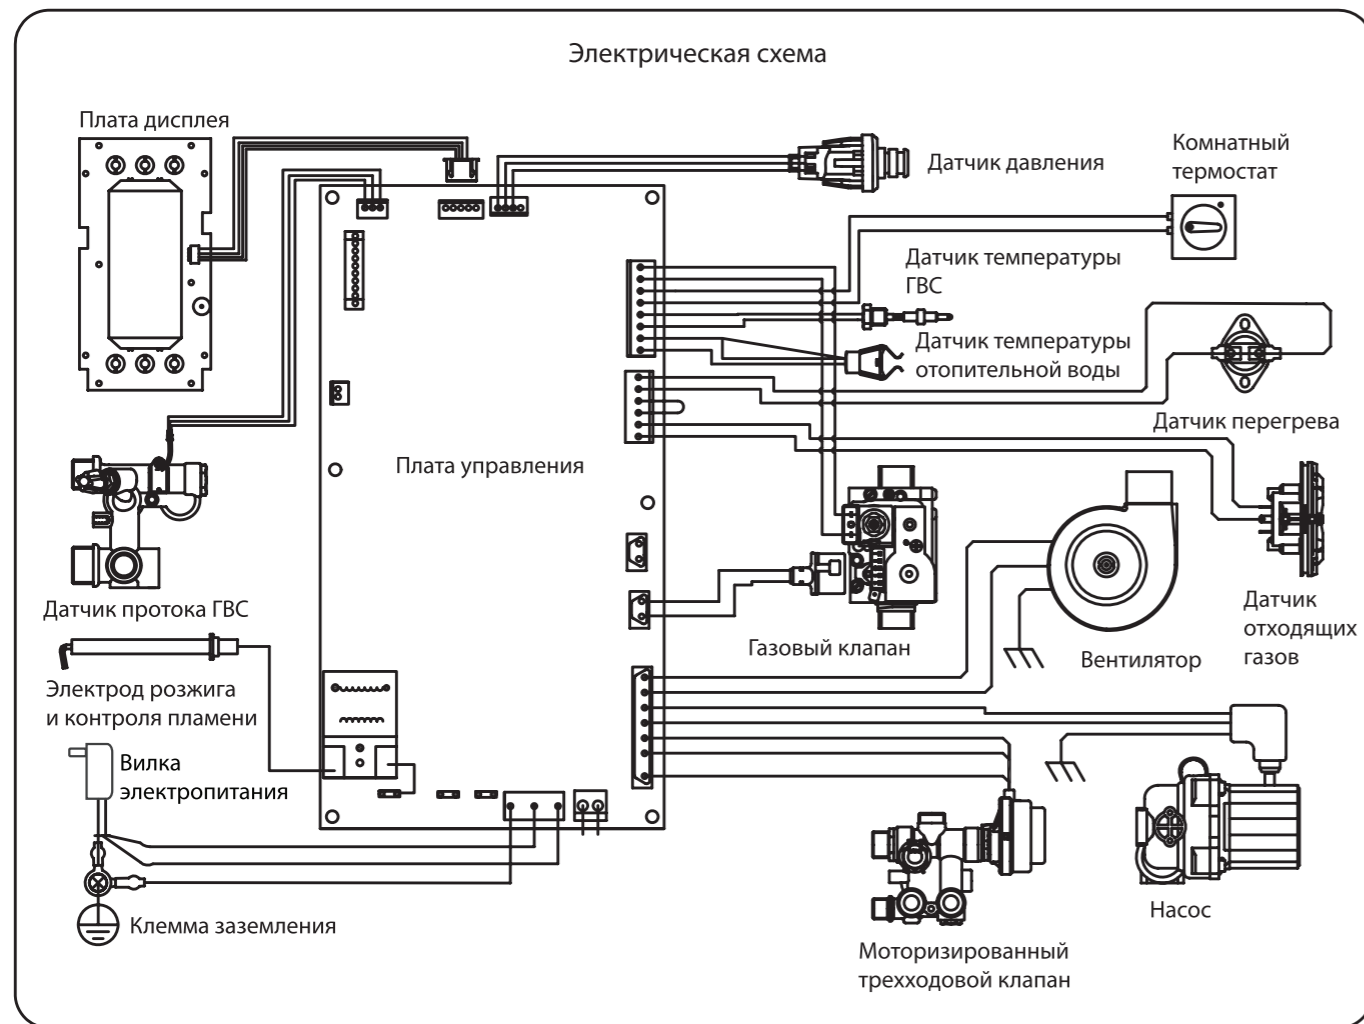 Электрическая схема
Плата дисплея
Датчик давления
Комнатный
термостат
Датчик температуры
ГВС
Датчик температуры
отопительной воды
Датчик перегрева
Плата управления
Датчик протока ГВС
Газовый клапан
Вентилятор
Датчик
отходящих
газов
Электрод розжига
и контроля пламени
Вилка
электропитания
Клемма заземления
Насос
Моторизированный
трехходовой клапан